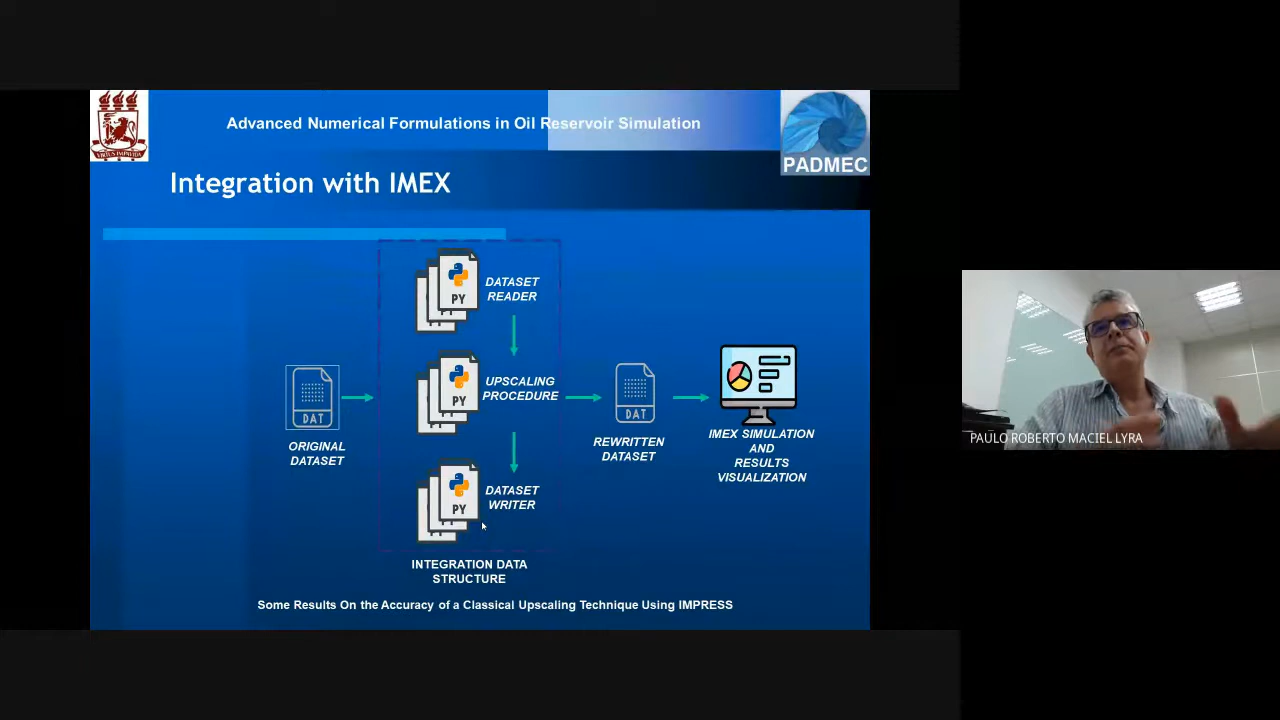 Advanced Numerical Formulations in Oil Reservoir Simulation
PADMEC
Integration with IMEX
PY
DATASET
READER
PY
UPSCALING
PROCEDURE
PY
DATASET
WRITER
DAT
ORIGINAL
DATASET
DAT
REWRITTEN
DATASET
IMEX SIMULATION
AND
RESULTS
VISUALIZATION
INTEGRATION DATA
STRUCTURE
Some Results On the Accuracy of a Classical Upscaling Technique Using IMPRESS
PAULO ROBERTO MACIEL LYRA